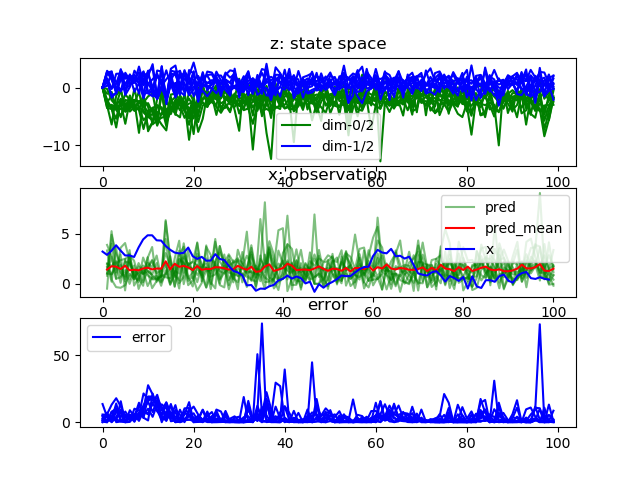 z: state space
0
−10
dim-0/2
dim-1/2
0 20 40 60 80 100
x: observation
5
0
pred
pred_mean
x
0 20 40 60 80 100
error
50
0
error
0 20 40 60 80 100